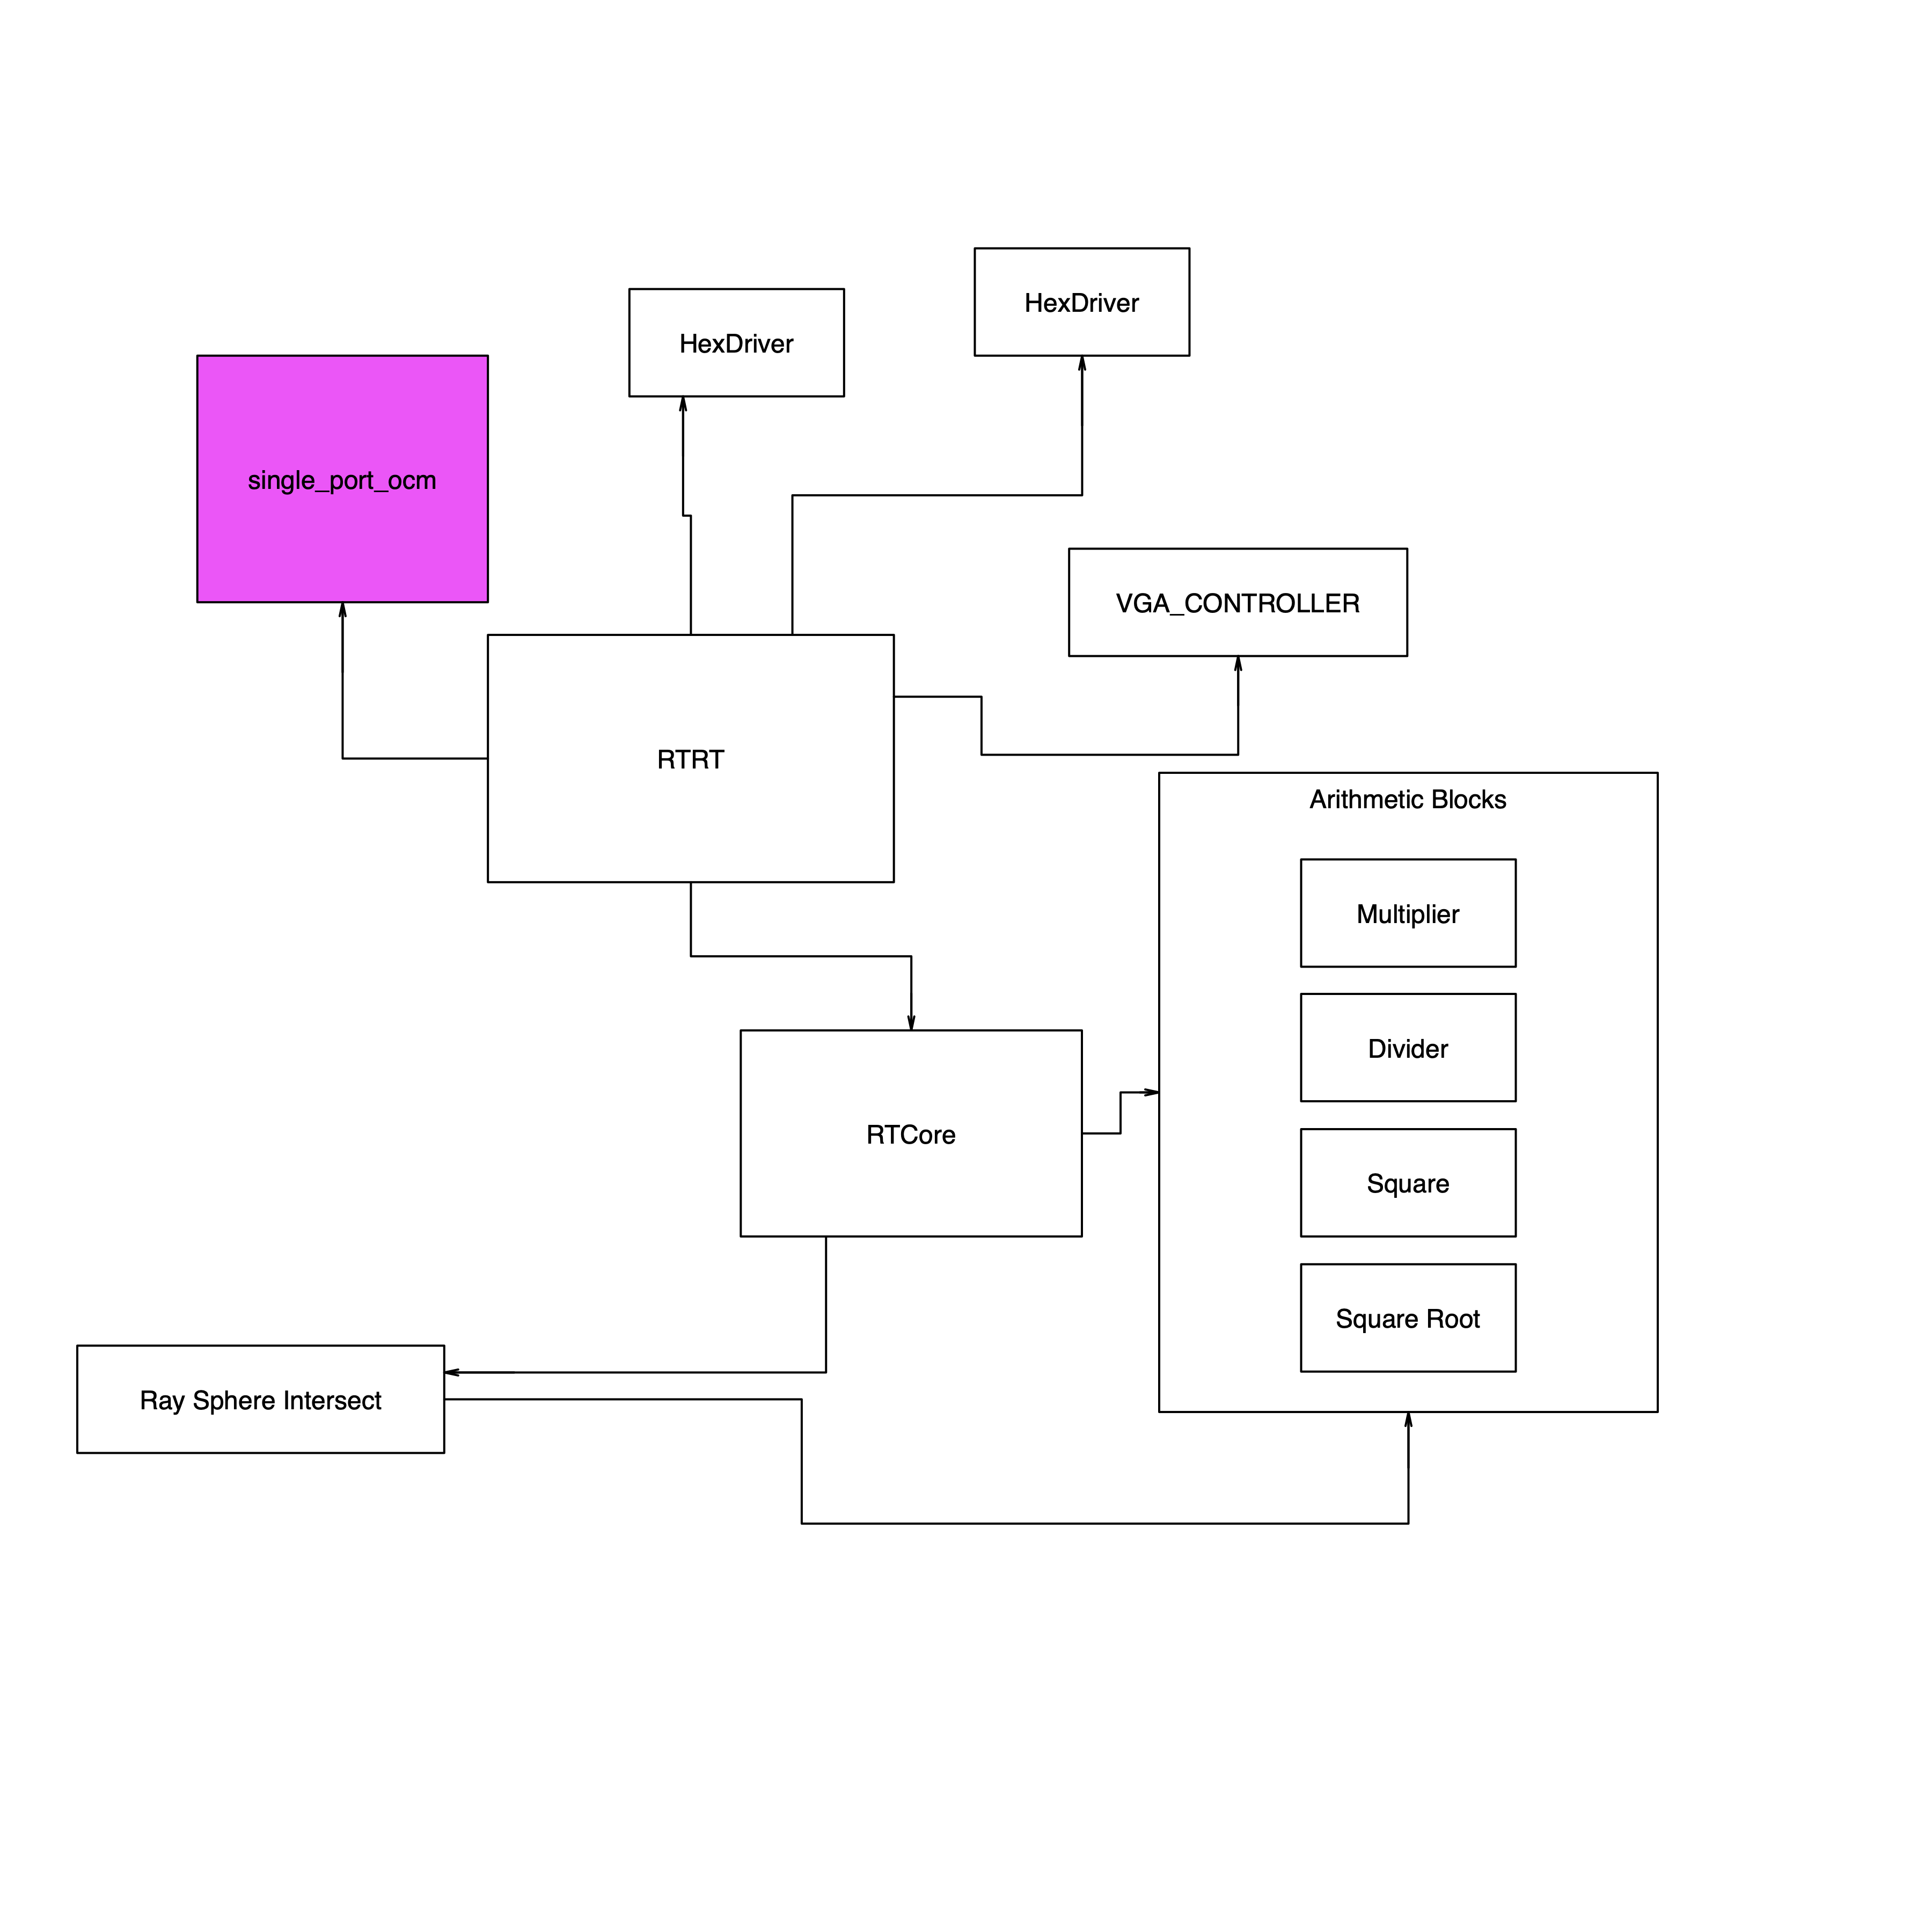 HexDriver
HexDriver
single_port_ocm
VGA_CONTROLLER
RTRT
Arithmetic Blocks
Multiplier
Divider
RTCore
Square
Square Root
Ray Sphere Intersect